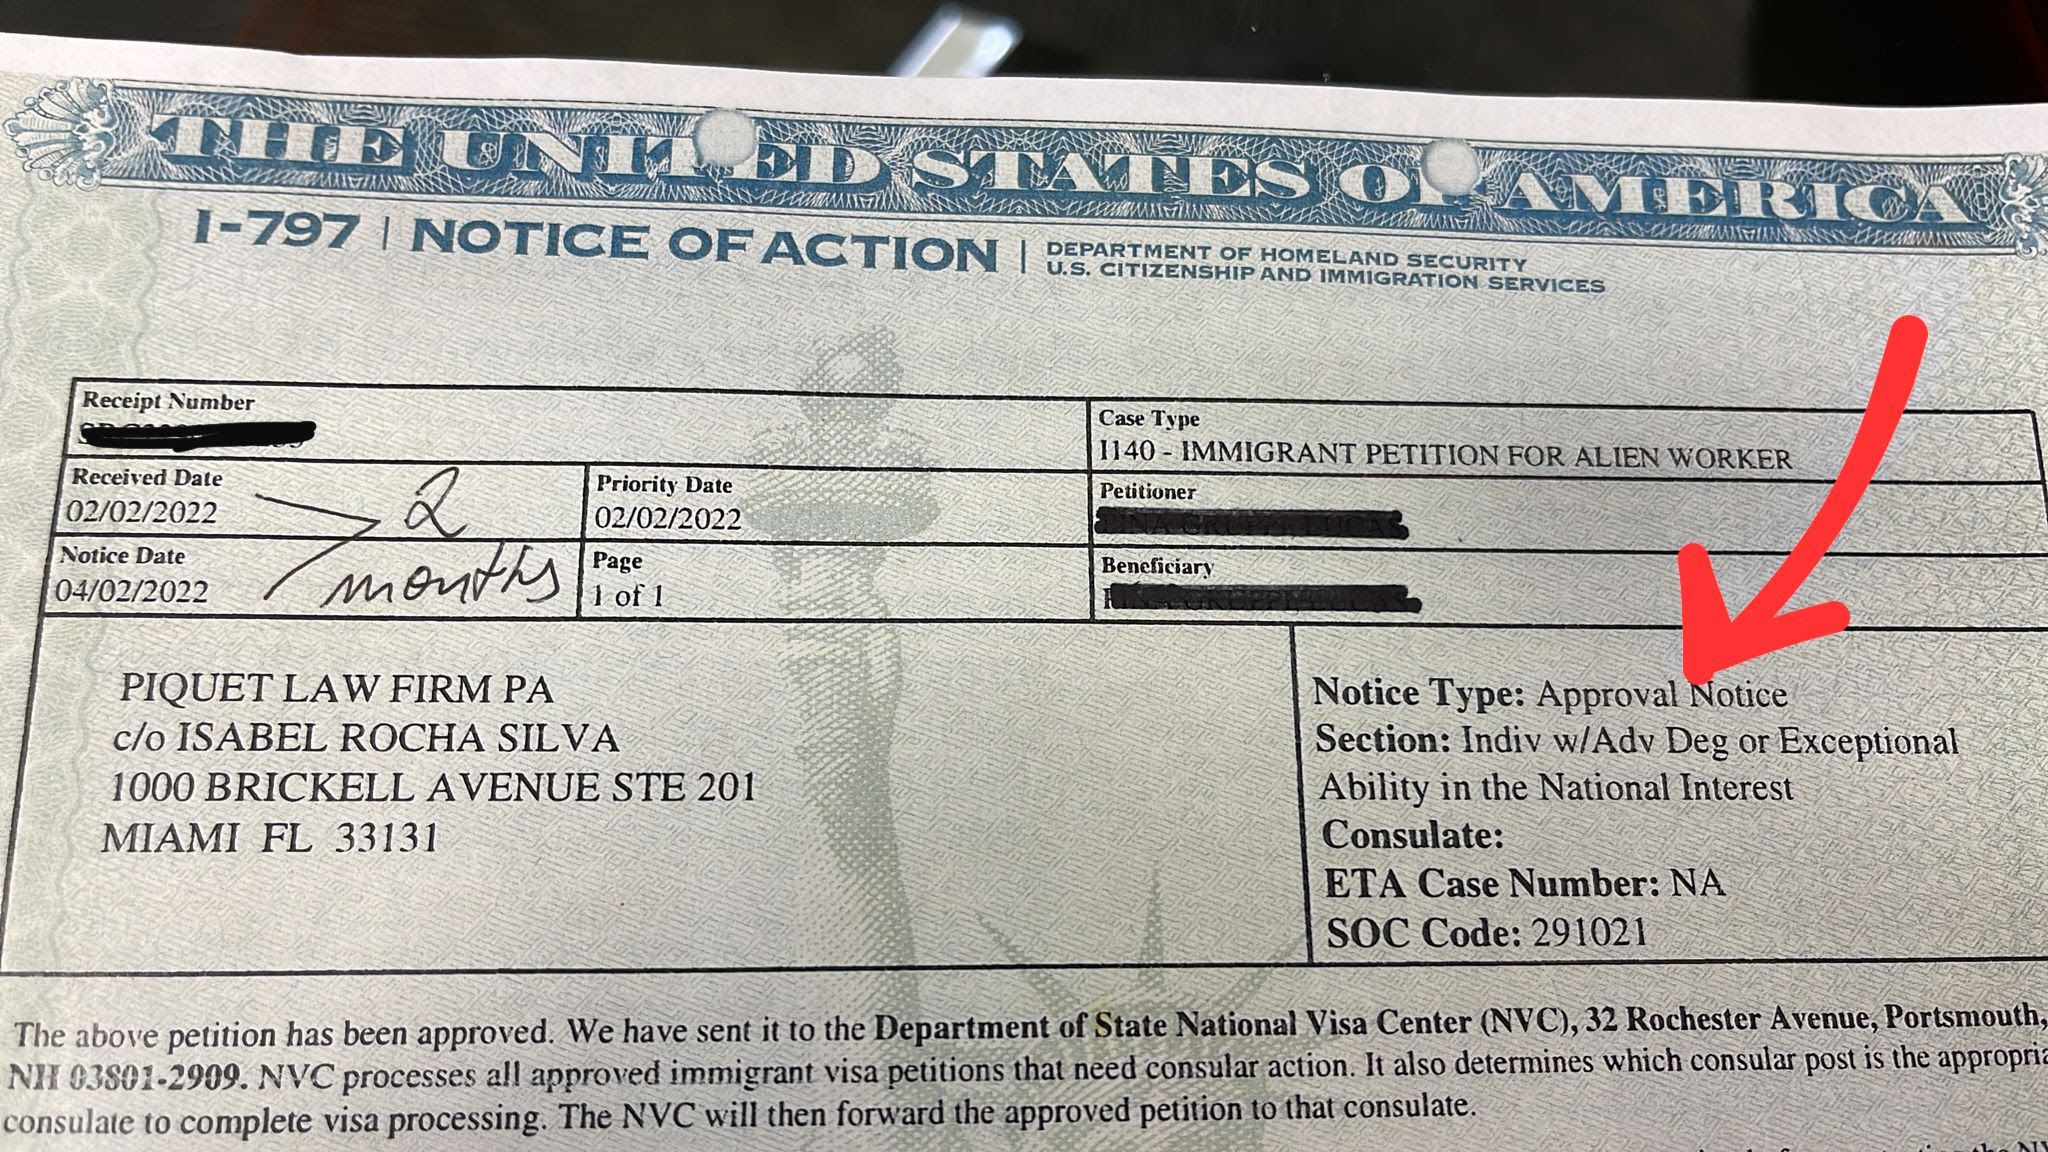 THE UNITED STATES OF AMERICA
I-797 | NOTICE OF ACTION | DEPARTMENT OF HOMELAND SECURITY
U.S. CITIZENSHIP AND IMMIGRATION SERVICES
Receipt Number
Case Type
I140 - IMMIGRANT PETITION FOR ALIEN WORKER
Received Date
02/02/2022
Priority Date
02/02/2022
Petitioner
Notice Date
04/02/2022
2
months
Page
1 of 1
Beneficiary
PIQUET LAW FIRM PA
c/o ISABEL ROCHA SILVA
1000 BRICKELL AVENUE STE 201
MIAMI FL 33131
Notice Type: Approval Notice
Section: Indiv w/Adv Deg or Exceptional
Ability in the National Interest
Consulate:
ETA Case Number: NA
SOC Code: 291021
The above petition has been approved. We have sent it to the Department of State National Visa Center (NVC), 32 Rochester Avenue, Portsmouth,
NH 03801-2909. NVC processes all approved immigrant visa petitions that need consular action. It also determines which consular post is the
consulate to complete visa processing. The NVC will then forward the approved petition to that consulate.